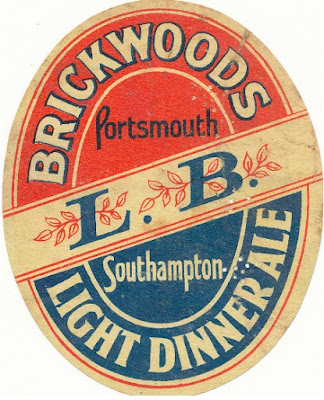 BRICKWOODS
Portsmouth
L. B.
Southampton
LIGHT DINNER ALE